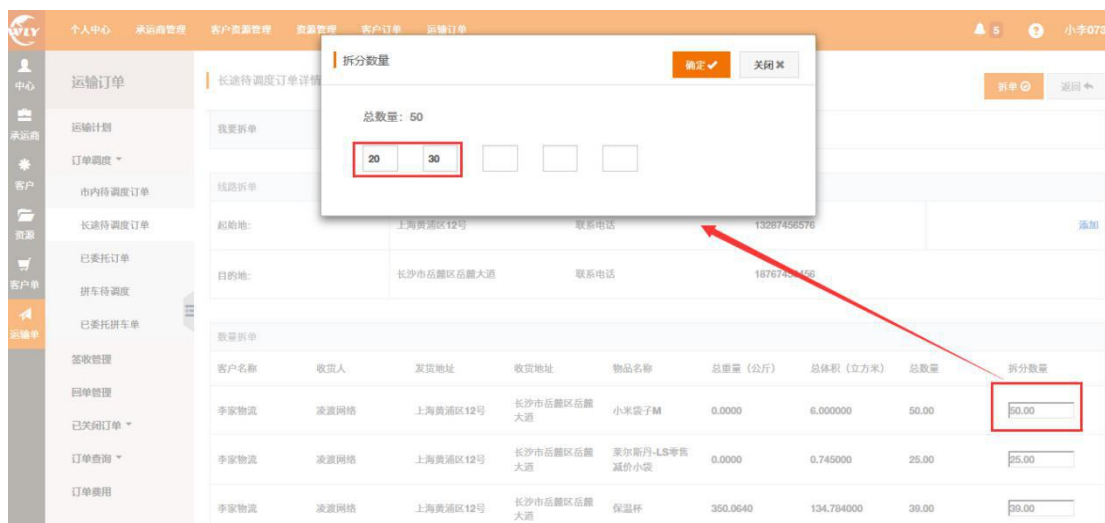 WLY
个人中心 承运商管理 客户资源管理 资源管理 客户订单 运输订单 5 小李073
中心
承运商
客户
资源
客户单
运输单
运输订单
运输计划
订单调度
市内待调度订单
长途待调度订单
已委托订单
拼车待调度
已委托拼车单
签收管理
回单管理
已关闭订单
订单查询
订单费用
长途待调度订单详情
拆单
返回
拆分数量
确定
关闭
总数量：50
20 30
我要拆单
线路拆单
起始地: 上海黄浦区12号 联系电话 13287456576 添加
目的地: 长沙市岳麓区岳麓大道 联系电话
数量拆单
客户名称 收货人 发货地址 收货地址 物品名称 总重量（公斤） 总体积（立方米） 总数量 拆分数量
李家物流 凌波网络 上海黄浦区12号 长沙市岳麓区岳麓大道 小米袋子M 0.0000 6.000000 50.00 50.00
李家物流 凌波网络 上海黄浦区12号 长沙市岳麓区岳麓大道 莱尔斯丹-LS零售减价小袋 0.0000 0.745000 25.00 25.00
李家物流 凌波网络 上海黄浦区12号 长沙市岳麓区岳麓大道 保温杯 350.0640 134.784000 39.00 39.00